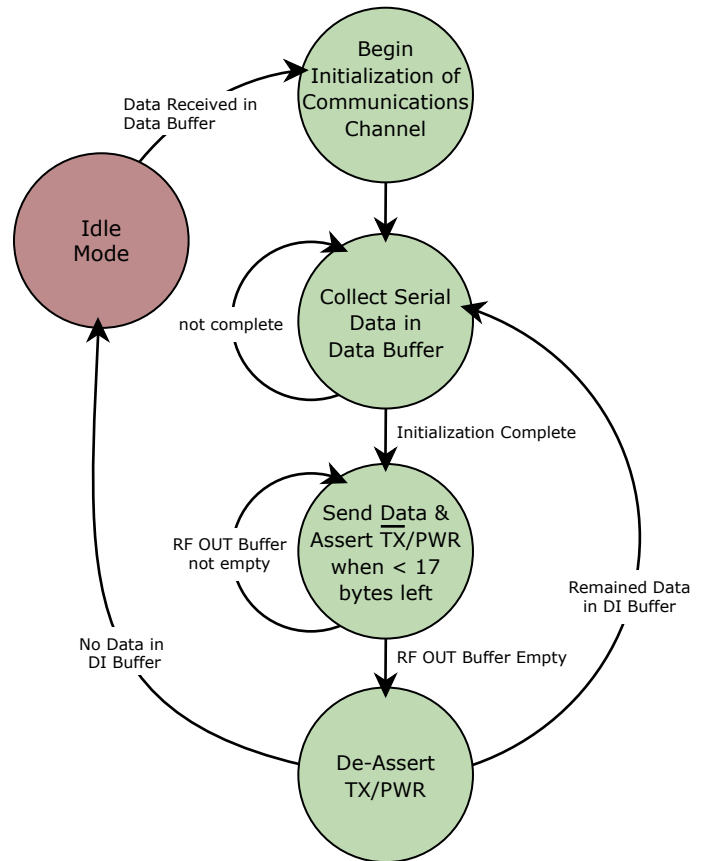 Begin
Initialization of
Communications
Channel
Data Received in
Data Buffer
Idle
Mode
Collect Serial
Data in
Data Buffer
not complete
Initialization Complete
Send Data &
Assert T̅X̅/PWR
when < 17
bytes left
RF OUT Buffer
not empty
Remained Data
in DI Buffer
No Data in
DI Buffer
RF OUT Buffer Empty
De-Assert
TX/PWR